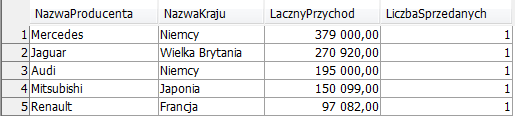 NazwaProducenta NazwaKraju LacznyPrzychod LiczbaSprzedanych
1 Mercedes Niemcy 379 000,00 1
2 Jaguar Wielka Brytania 270 920,00 1
3 Audi Niemcy 195 000,00 1
4 Mitsubishi Japonia 150 099,00 1
5 Renault Francja 97 082,00 1